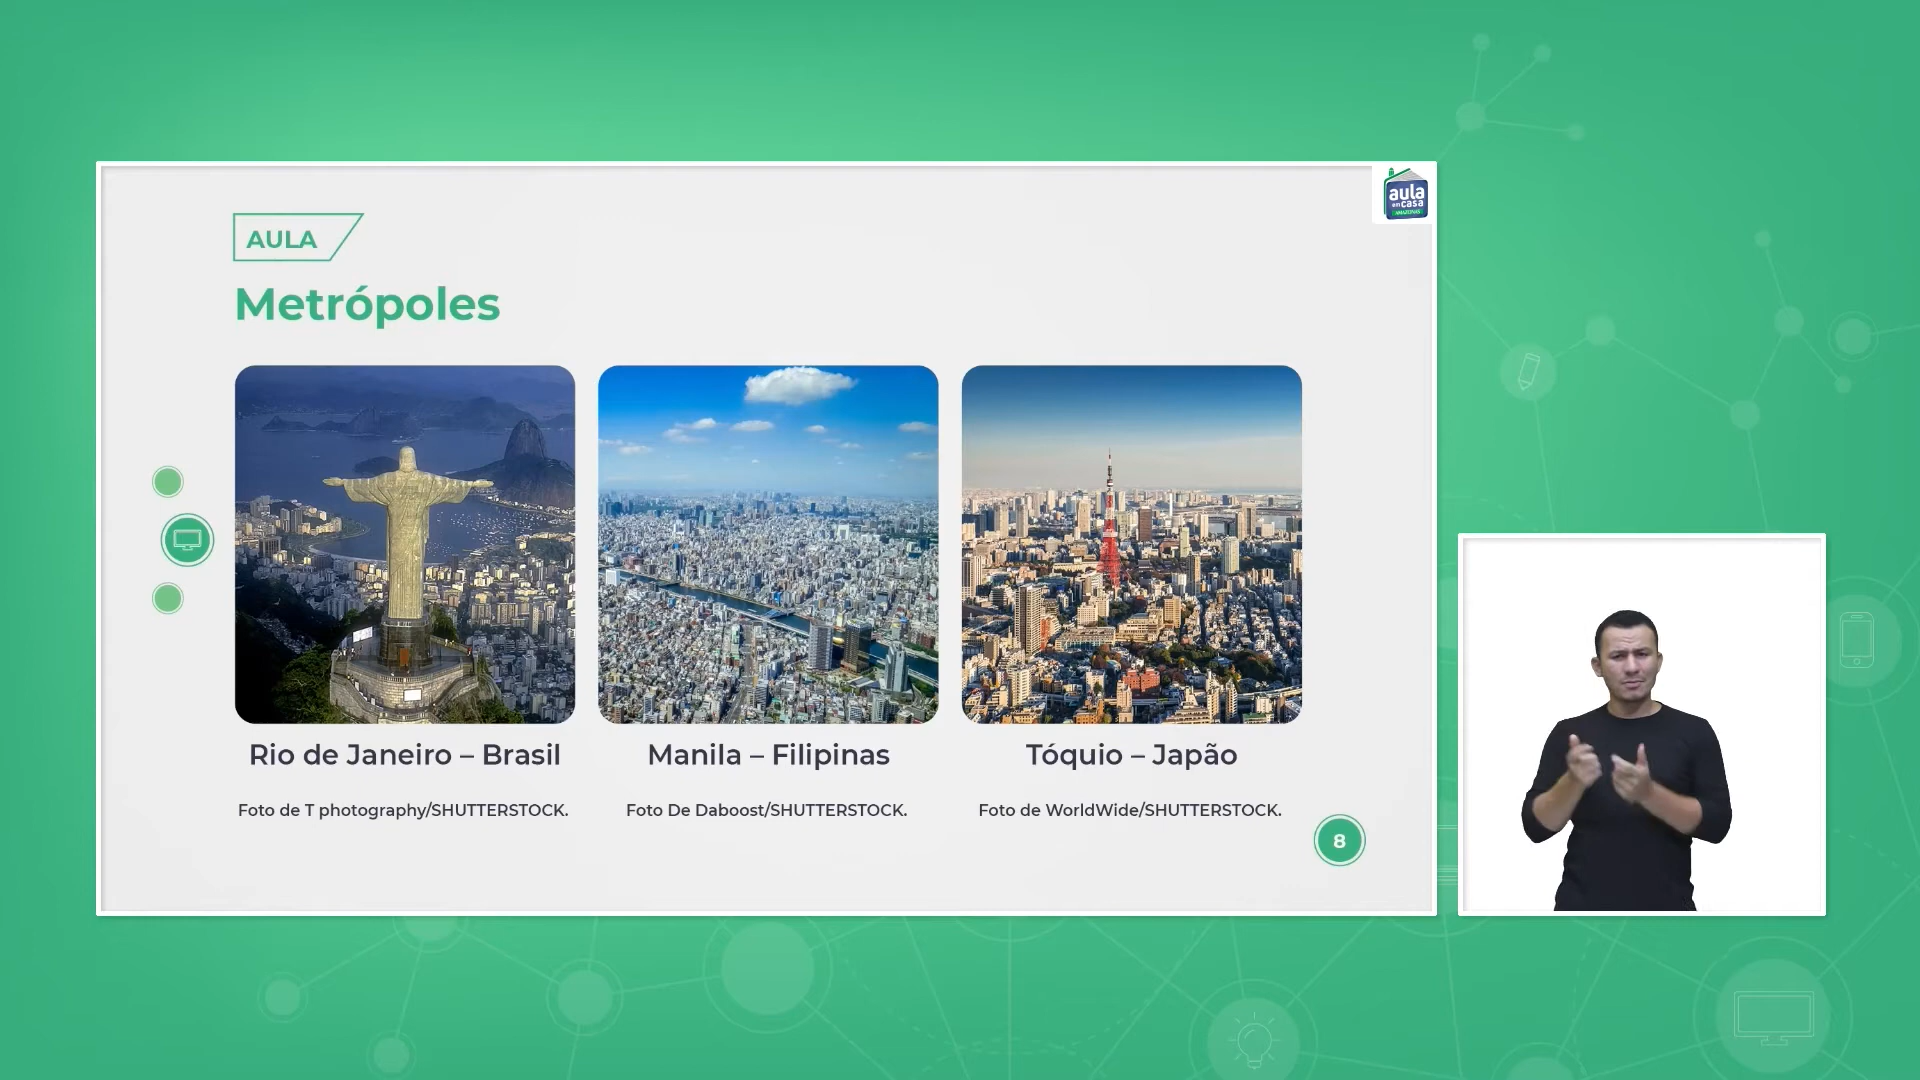 aula
em casa
AMAZONAS
AULA
Metrópoles
Rio de Janeiro – Brasil
Manila – Filipinas
Tóquio – Japão
Foto de T photography/SHUTTERSTOCK.
Foto De Daboost/SHUTTERSTOCK.
Foto de WorldWide/SHUTTERSTOCK.
8